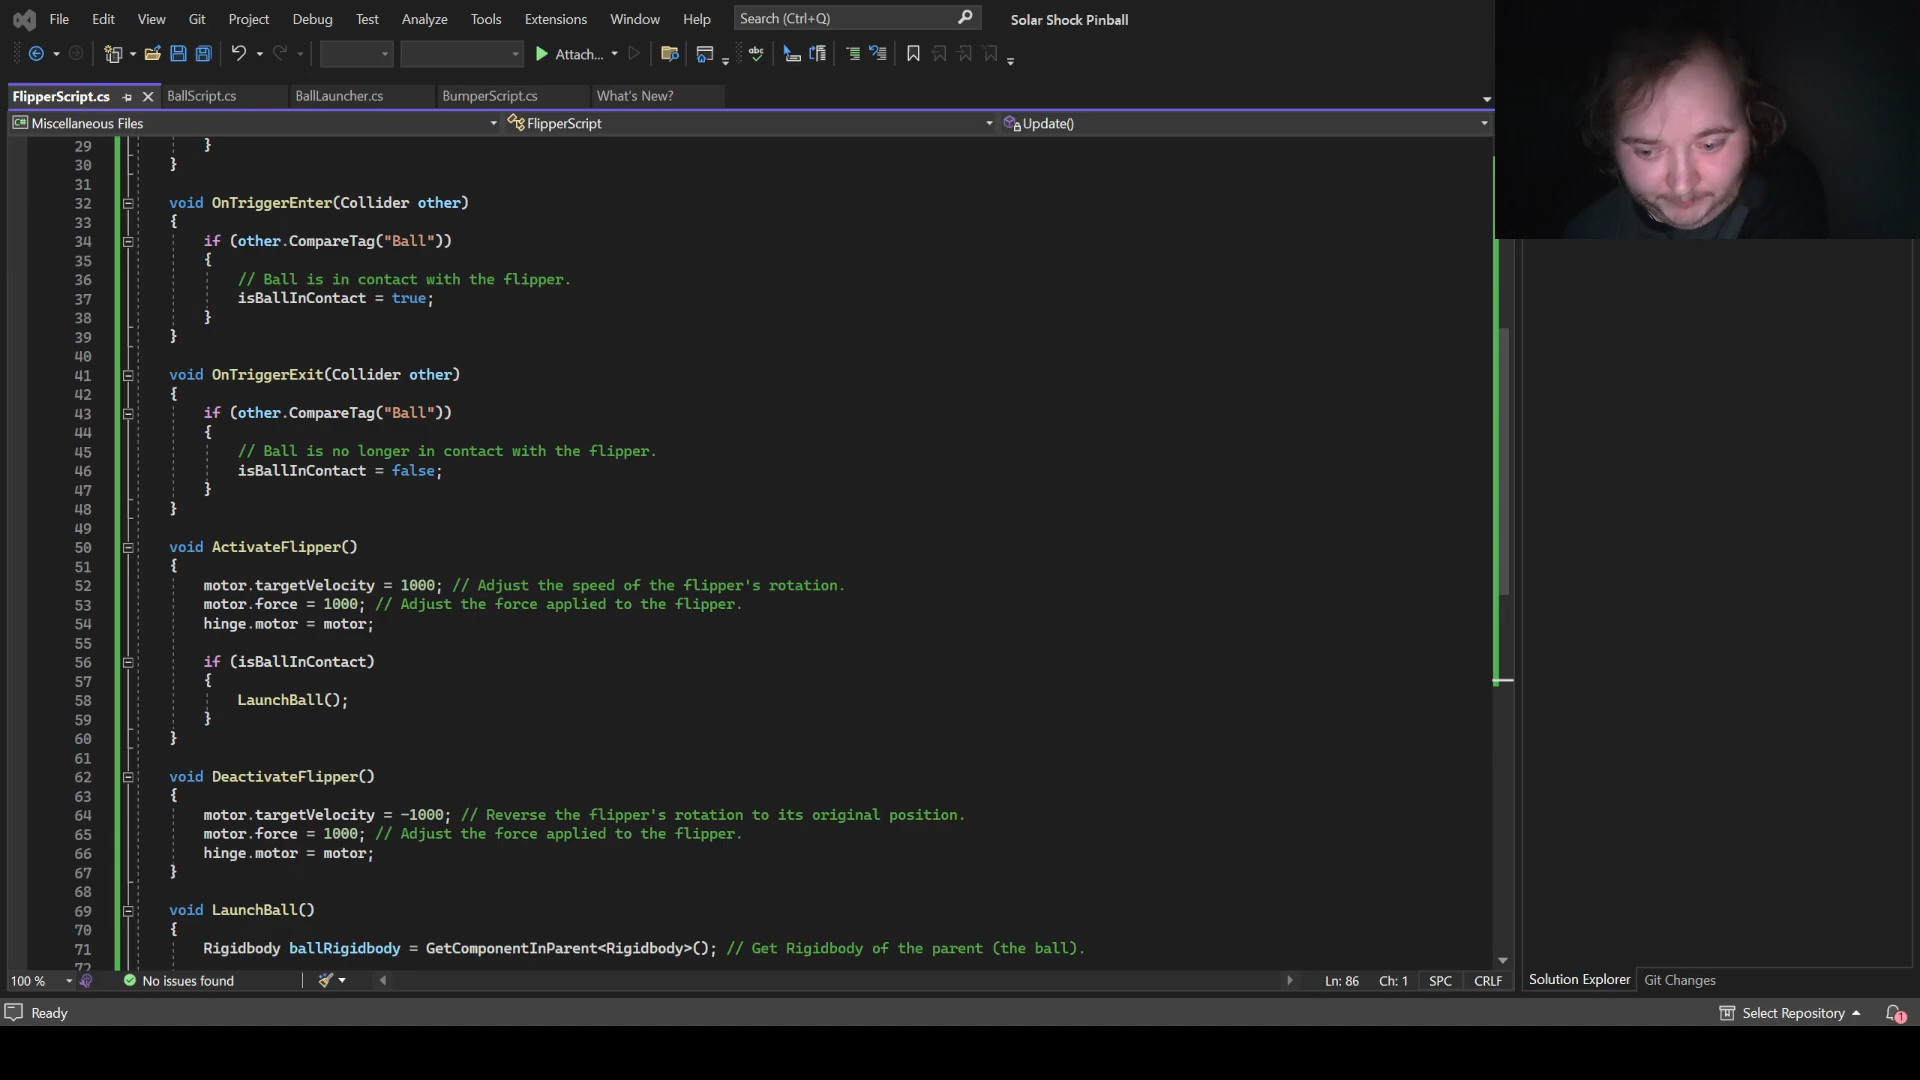 File Edit View Git Project Debug Test Analyze Tools Extensions Window Help Search (Ctrl+Q) Solar Shock Pinball
Attach...
FlipperScript.cs BallScript.cs BallLauncher.cs BumperScript.cs What's New?
Miscellaneous Files FlipperScript Update()
29 }
30 }
31
32 void OnTriggerEnter(Collider other)
33 {
34 if (other.CompareTag("Ball"))
35 {
36 // Ball is in contact with the flipper.
37 isBallInContact = true;
38 }
39 }
40
41 void OnTriggerExit(Collider other)
42 {
43 if (other.CompareTag("Ball"))
44 {
45 // Ball is no longer in contact with the flipper.
46 isBallInContact = false;
47 }
48 }
49
50 void ActivateFlipper()
51 {
52 motor.targetVelocity = 1000; // Adjust the speed of the flipper's rotation.
53 motor.force = 1000; // Adjust the force applied to the flipper.
54 hinge.motor = motor;
55
56 if (isBallInContact)
57 {
58 LaunchBall();
59 }
60 }
61
62 void DeactivateFlipper()
63 {
64 motor.targetVelocity = -1000; // Reverse the flipper's rotation to its original position.
65 motor.force = 1000; // Adjust the force applied to the flipper.
66 hinge.motor = motor;
67 }
68
69 void LaunchBall()
70 {
71 Rigidbody ballRigidbody = GetComponentInParent<Rigidbody>(); // Get Rigidbody of the parent (the ball).
72
100 % No issues found Ln: 86 Ch: 1 SPC CRLF Solution Explorer Git Changes
Ready Select Repository 1